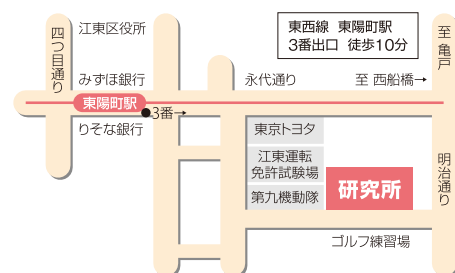 四つ目通り
江東区役所
東西線 東陽町駅
3番出口 徒歩10分
至 亀戸
みずほ銀行
永代通り
至 西船橋→
東陽町駅
3番→
りそな銀行
東京トヨタ
江東運転
免許試験場
第九機動隊
研究所
明治通り
ゴルフ練習場